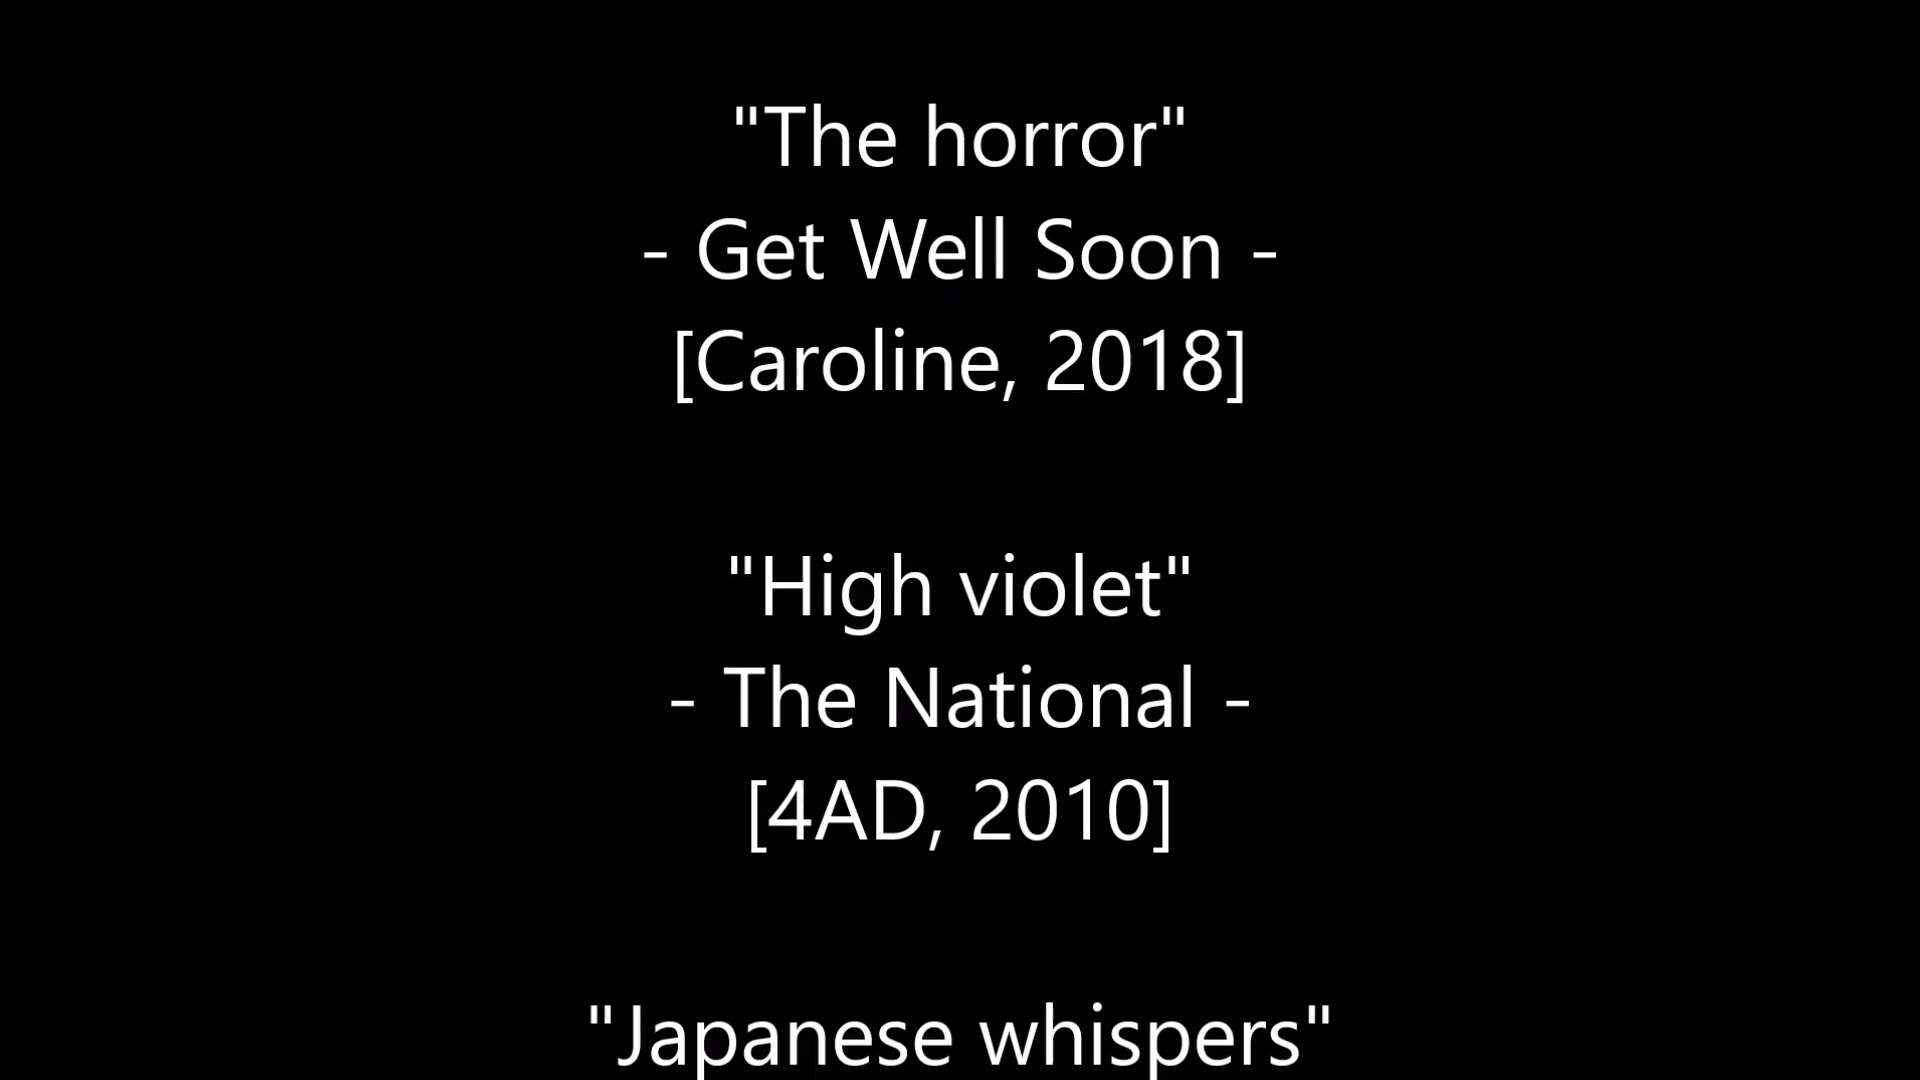 "The horror"
- Get Well Soon -
[Caroline, 2018]
"High violet"
- The National -
[4AD, 2010]
"Japanese whispers"